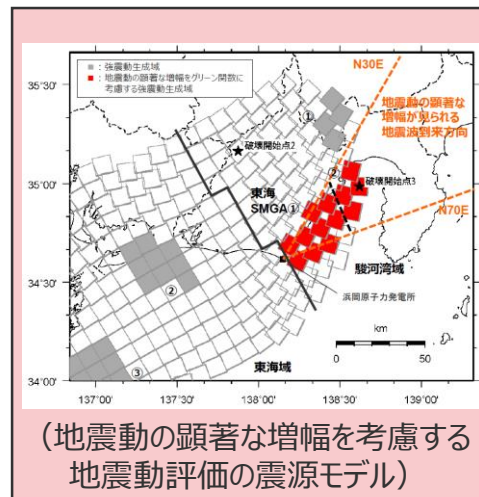 ■：強震動生成域
■：地震動の顕著な増幅をグリーン関数に
考慮する強震動生成域
N30E
地震動の顕著な
増幅が見られる
地震波到来方向
①
★破壊開始点2
②
★破壊開始点3
東海
SMGA①
N70E
駿河湾域
浜岡原子力発電所
②
km
0
50
③
東海域
35°30'
35°00'
34°30'
34°00'
137°00'
137°30'
138°00'
138°30'
139°00'
（地震動の顕著な増幅を考慮する
地震動評価の震源モデル）